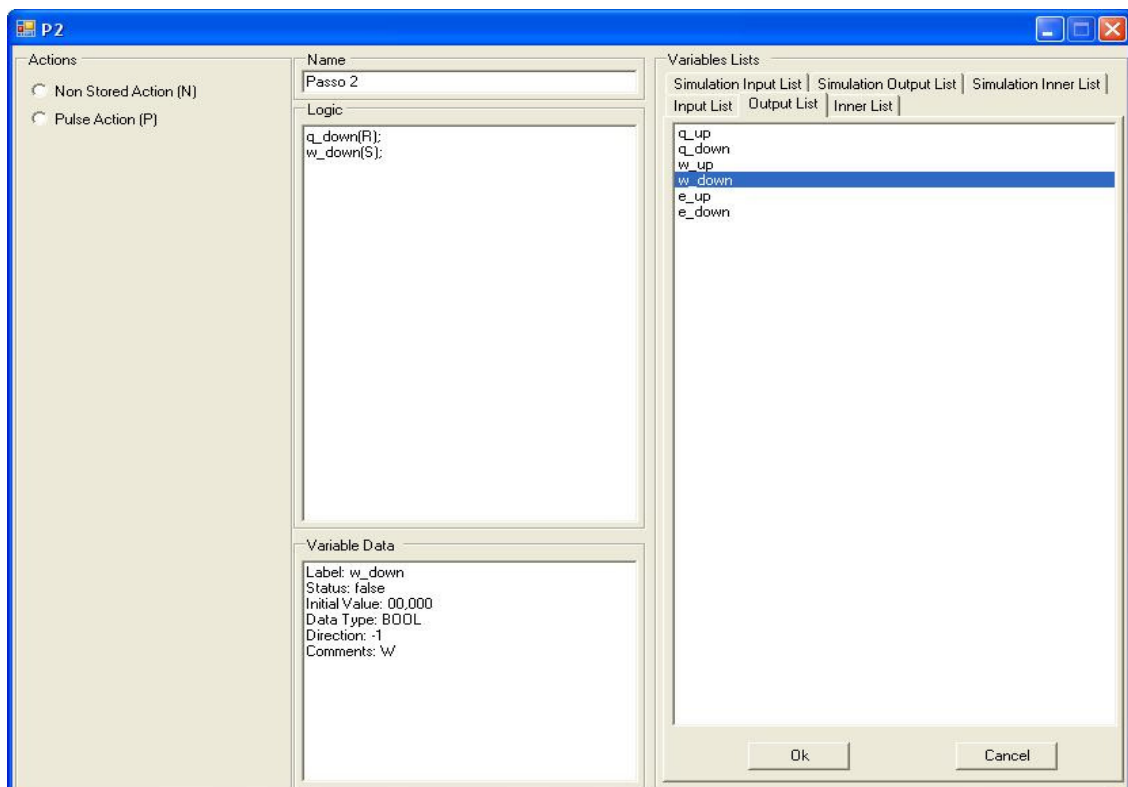 P2
Actions
Non Stored Action (N)
Pulse Action (P)
Name
Passo 2
Logic
q_down(R);
w_down(S);
Variable Data
Label: w_down
Status: false
Initial Value: 00,000
Data Type: BOOL
Direction: -1
Comments: W
Variables Lists
Simulation Input List Simulation Output List Simulation Inner List
Input List Output List Inner List
q_up
q_down
w_up
w_down
e_up
e_down
Ok Cancel